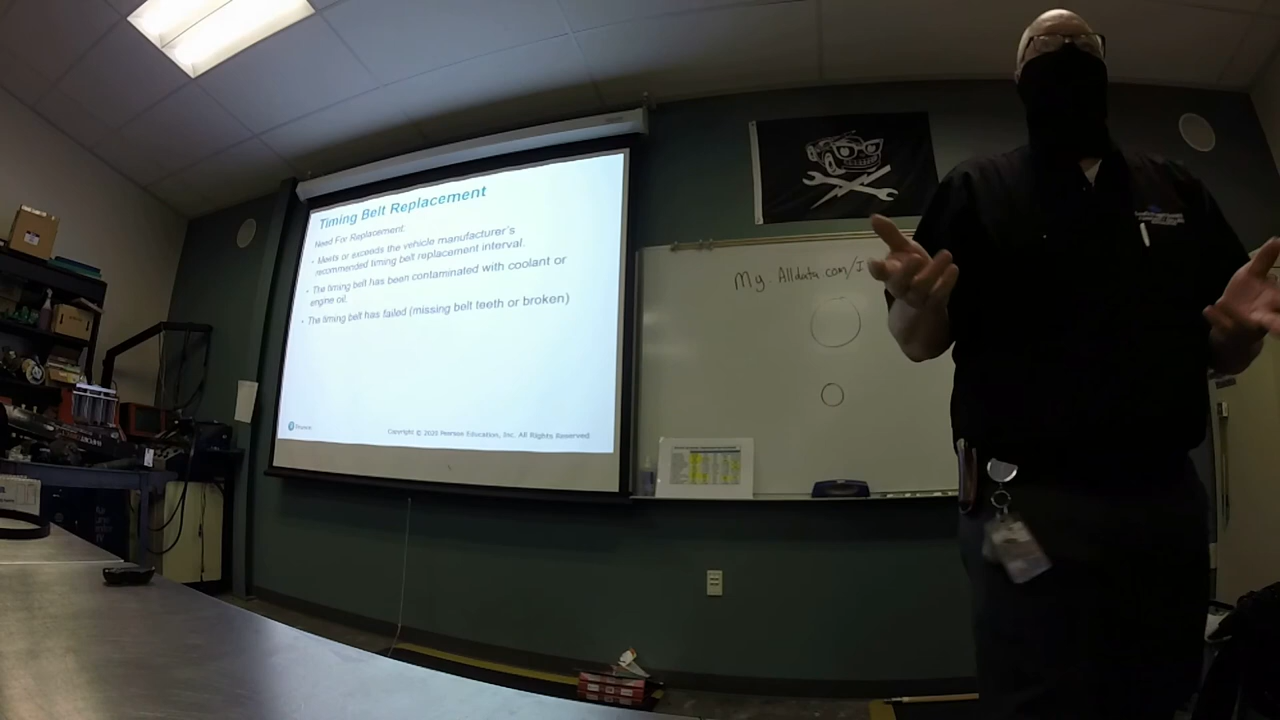 Timing Belt Replacement
Need For Replacement:
• Meets or exceeds the vehicle manufacturer's
recommended timing belt replacement interval.
• The timing belt has been contaminated with coolant or
engine oil.
• The timing belt has failed (missing belt teeth or broken)
Pearson
Copyright © 2020 Pearson Education, Inc. All Rights Reserved
My. Alldata com/I